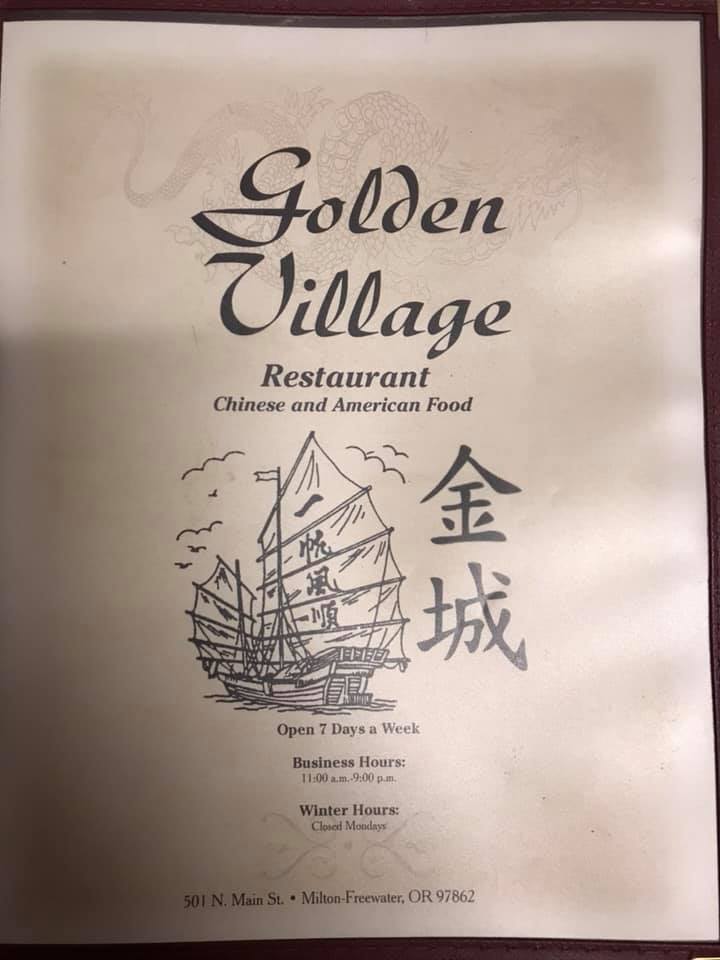 Golden
Village
Restaurant
Chinese and American Food
一
帆
風
順
金
城
Open 7 Days a Week
Business Hours:
11:00 a.m.-9:00 p.m.
Winter Hours:
Closed Mondays
501 N. Main St. • Milton-Freewater, OR 97862